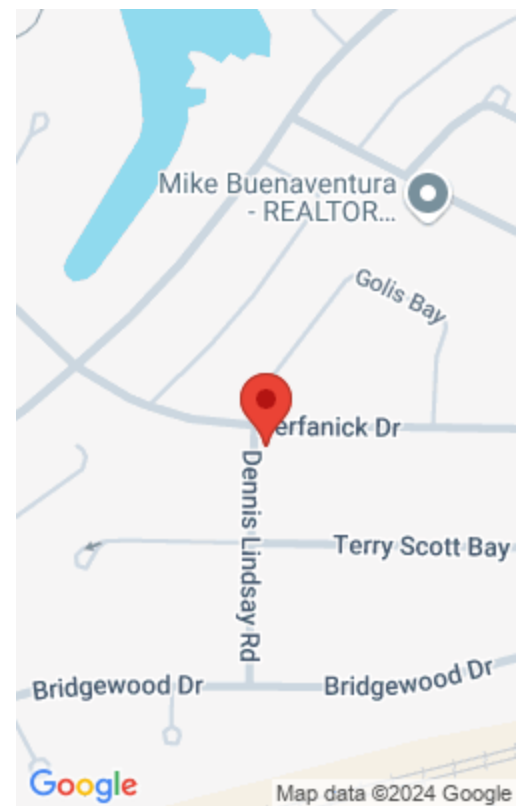 Mike Buenaventura
- REALTOR...
Golis Bay
erfanick Dr
Dennis Lindsay Rd
Terry Scott Bay
Bridgewood Dr
Bridgewood Dr
Google
Map data ©2024 Google